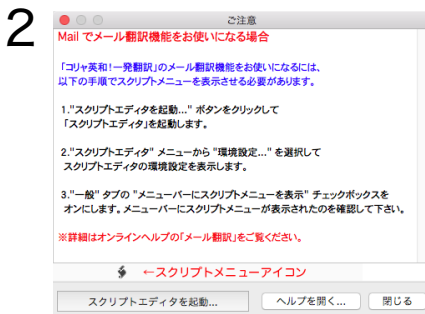 2
ご注意
Mail でメール翻訳機能をお使いになる場合
「コリャ英和!一発翻訳」のメール翻訳機能をお使いになるには、
以下の手順でスクリプトメニューを表示させる必要があります。
1."スクリプトエディタを起動..." ボタンをクリックして
「スクリプトエディタ」を起動します。
2."スクリプトエディタ" メニューから "環境設定..." を選択して
スクリプトエディタの環境設定を表示します。
3."一般" タブの "メニューバーにスクリプトメニューを表示" チェックボックスを
オンにします。メニューバーにスクリプトメニューが表示されたのを確認して下さい。
※詳細はオンラインヘルプの「メール翻訳」をご覧ください。
←スクリプトメニューアイコン
スクリプトエディタを起動... ヘルプを開く... 閉じる